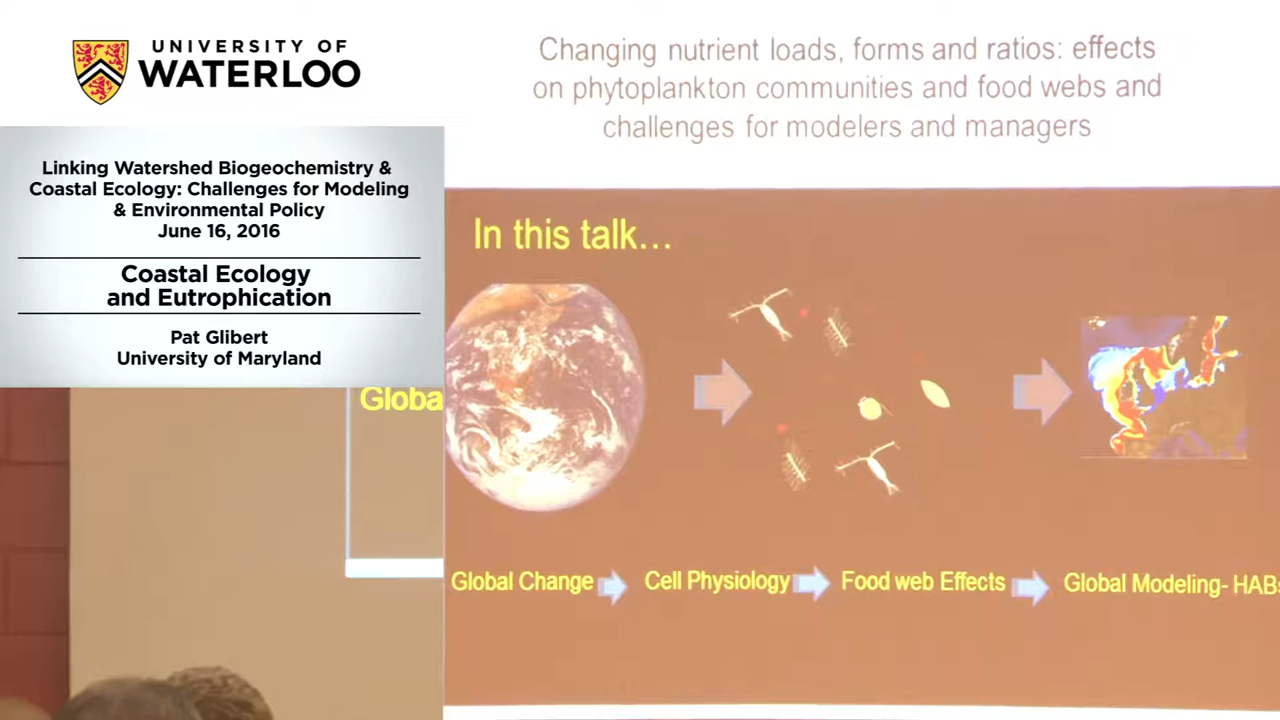 UNIVERSITY OF
WATERLOO
Linking Watershed Biogeochemistry &
Coastal Ecology: Challenges for Modeling
& Environmental Policy
June 16, 2016
Coastal Ecology
and Eutrophication
Pat Glibert
University of Maryland
Changing nutrient loads, forms and ratios: effects
on phytoplankton communities and food webs and
challenges for modelers and managers
In this talk...
Globa
Global Change
Cell Physiology
Food web Effects
Global Modeling- HABs